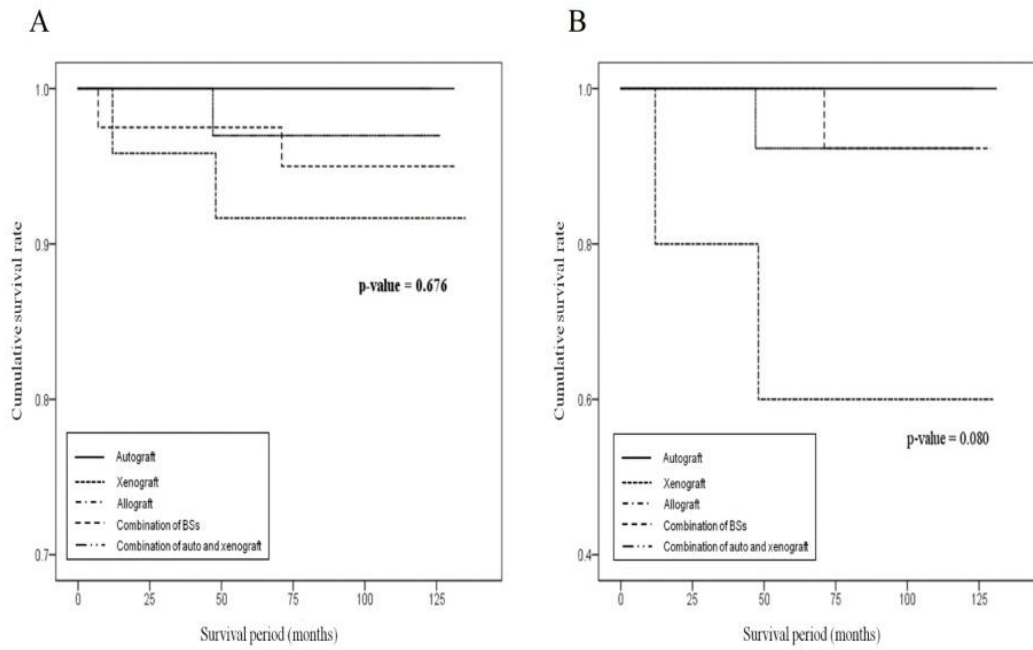 A
Cumulative survival rate
1.0
0.9
0.8
0.7
p-value = 0.676
Autograft
Xenograft
Allograft
Combination of BSs
Combination of auto and xenograft
0 25 50 75 100 125
Survival period (months)
B
Cumulative survival rate
1.0
0.8
0.6
0.4
p-value = 0.080
Autograft
Xenograft
Allograft
Combination of BSs
Combination of auto and xenograft
0 25 50 75 100 125
Survival period (months)